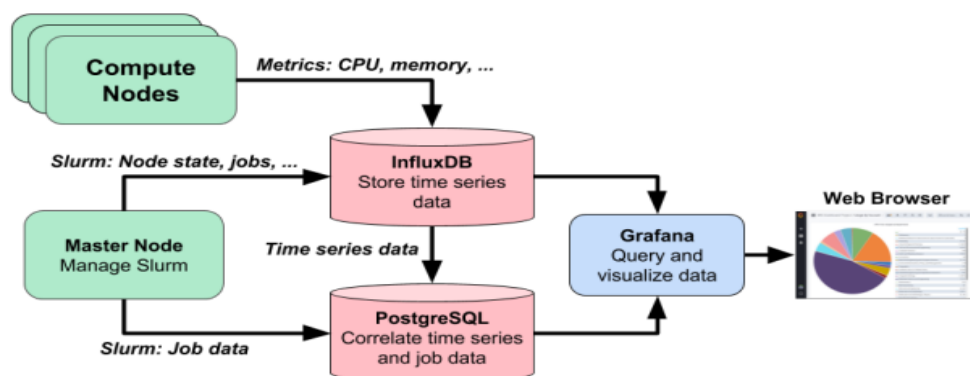 Compute
Nodes
Metrics: CPU, memory, ...
Slurm: Node state, jobs, ...
InfluxDB
Store time series
data
Web Browser
Master Node
Manage Slurm
Time series data
Grafana
Query and
visualize data
PostgreSQL
Correlate time series
and job data
Slurm: Job data